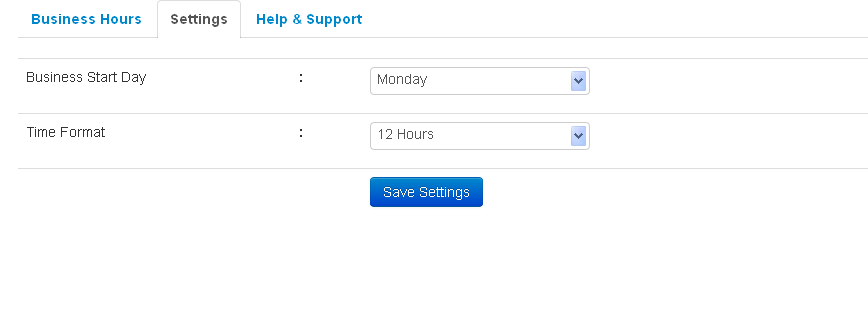 Business Hours Settings Help & Support
Business Start Day : Monday
Time Format : 12 Hours
Save Settings